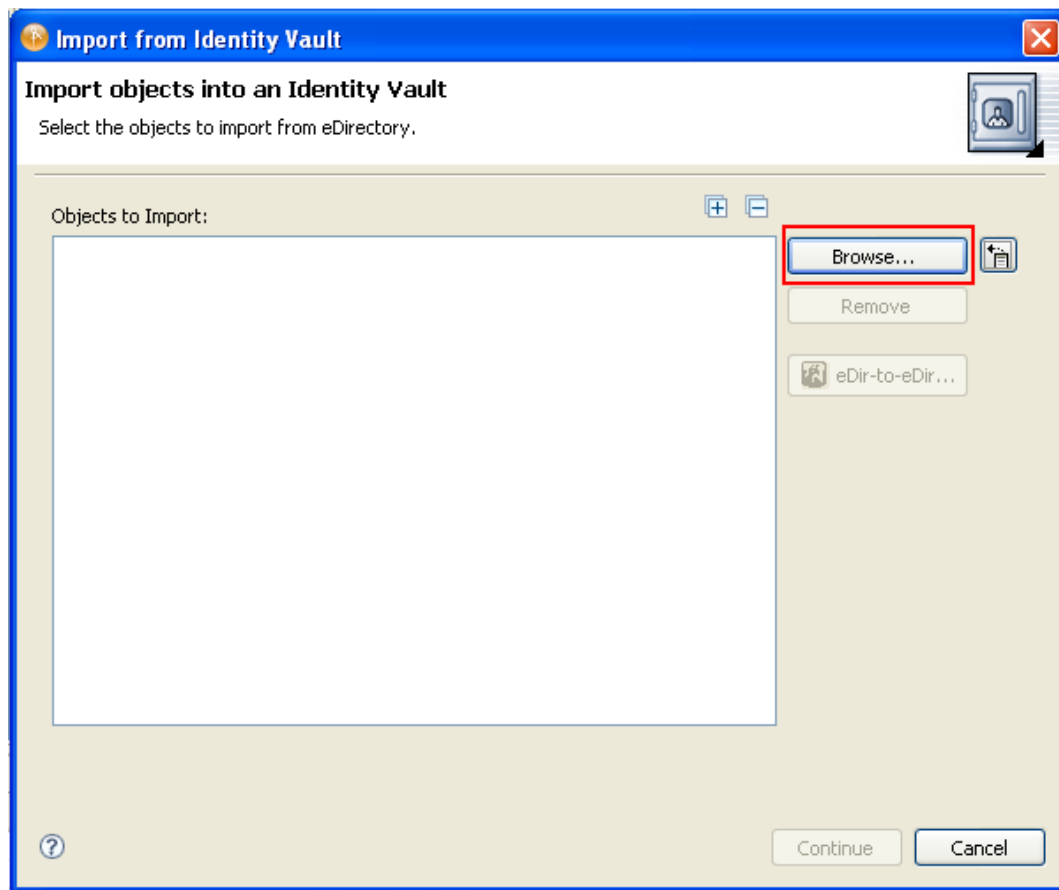 Import from Identity Vault
Import objects into an Identity Vault
Select the objects to import from eDirectory.
Objects to Import:
Browse...
Remove
eDir-to-eDir...
Continue
Cancel